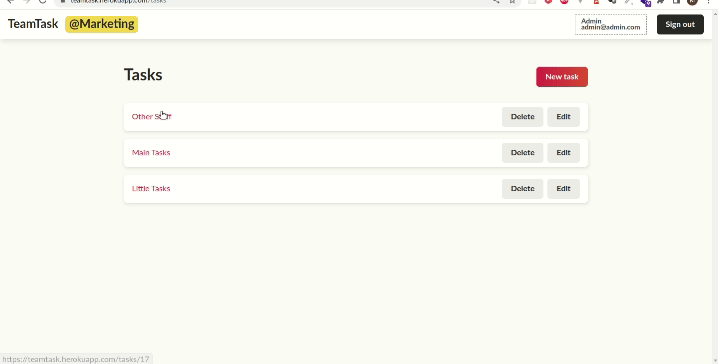 teamtask.herokuapp.com/tasks
TeamTask @Marketing
Admin
admin@admin.com
Sign out
Tasks
New task
Other Stuff
Delete
Edit
Main Tasks
Delete
Edit
Little Tasks
Delete
Edit
https://teamtask.herokuapp.com/tasks/17